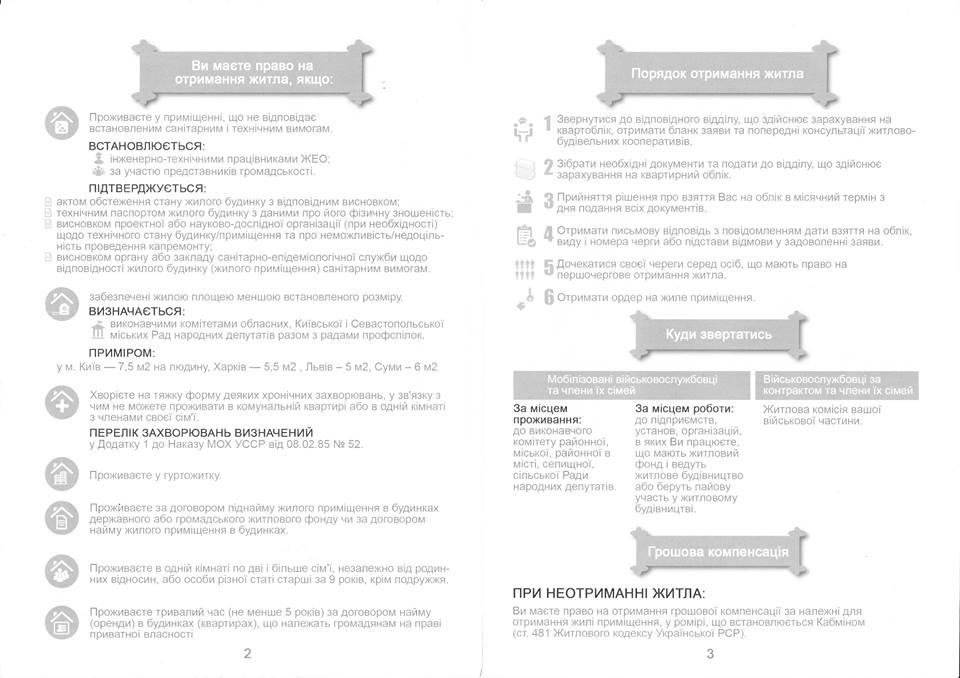 Ви маєте право на
отримання житла, якщо:
Проживаєте у приміщенні, що не відповідає
встановленим санітарним і технічним вимогам.
ВСТАНОВЛЮЄТЬСЯ:
інженерно-технічними працівниками ЖЕО;
за участю представників громадськості.
ПІДТВЕРДЖУЄТЬСЯ:
актом обстеження стану жилого будинку з відповідним висновком;
технічним паспортом жилого будинку з даними про його фізичну зношеність;
висновком проектної або науково-дослідної організації (при необхідності)
щодо технічного стану будинку/приміщення та про неможливість/недоціль-
ність проведення капремонту;
висновком органу або закладу санітарно-епідеміологічної служби щодо
відповідності жилого будинку (жилого приміщення) санітарним вимогам.
забезпечені жилою площею меншою встановленого розміру.
ВИЗНАЧАЄТЬСЯ:
виконавчими комітетами обласних, Київської і Севастопольської
міських Рад народних депутатів разом з радами профспілок.
ПРИМІРОМ:
у м. Київ — 7,5 м2 на людину, Харків — 5,5 м2 , Львів – 5 м2, Суми – 6 м2
Хворієте на тяжку форму деяких хронічних захворювань, у зв'язку з
чим не можете проживати в комунальній квартирі або в одній кімнаті
з членами своєї сім'ї.
ПЕРЕЛІК ЗАХВОРЮВАНЬ ВИЗНАЧЕНИЙ
у Додатку 1 до Наказу МОХ УССР від 08.02.85 № 52.
Проживаєте у гуртожитку.
Проживаєте за договором піднайму жилого приміщення в будинках
державного або громадського житлового фонду чи за договором
найму жилого приміщення в будинках.
Проживаєте в одній кімнаті по дві і більше сім'ї, незалежно від родин-
них відносин, або особи різної статі старші за 9 років, крім подружжя.
Проживаєте тривалий час (не менше 5 років) за договором найму
(оренди) в будинках (квартирах), що належать громадянам на праві
приватної власності
2
Порядок отримання житла
1 Звернутися до відповідного відділу, що здійснює зарахування на
квартоблік, отримати бланк заяви та попередні консультації житлово-
будівельних кооперативів.
2 Зібрати необхідні документи та подати до відділу, що здійснює
зарахування на квартирний облік.
3 Прийняття рішення про взяття Вас на облік в місячний термін з
дня подання всіх документів.
4 Отримати письмову відповідь з повідомленням дати взяття на облік,
виду і номера черги або підстави відмови у задоволенні заяви.
5 Дочекатися своєї череги серед осіб, що мають право на
першочергове отримання житла.
6 Отримати ордер на жиле приміщення.
Куди звертатись
Мобілізовані військовослужбовці
та члени їх сімей
За місцем
проживання:
до виконавчого
комітету районної,
міської, районної в
місті, селищної,
сільської Ради
народних депутатів.
За місцем роботи:
до підприємств,
установ, організацій,
в яких Ви працюєте,
що мають житловий
фонд і ведуть
житлове будівництво
або беруть пайову
участь у житловому
будівництві.
Військовослужбовці за
контрактом та члени їх сімей
Житлова комісія вашої
військової частини.
Грошова компенсація
ПРИ НЕОТРИМАННІ ЖИТЛА:
Ви маєте право на отримання грошової компенсації за належні для
отримання жилі приміщення, у ромірі, що встановлюється Кабміном
(ст. 481 Житлового кодексу Української РСР).
3